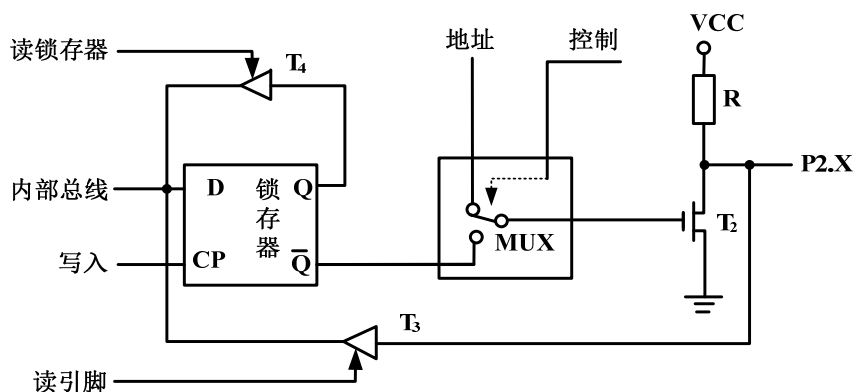 读锁存器
T4
地址
控制
VCC
R
P2.X
内部总线
D
锁存器
Q
MUX
T2
写入
CP
Q
T3
读引脚